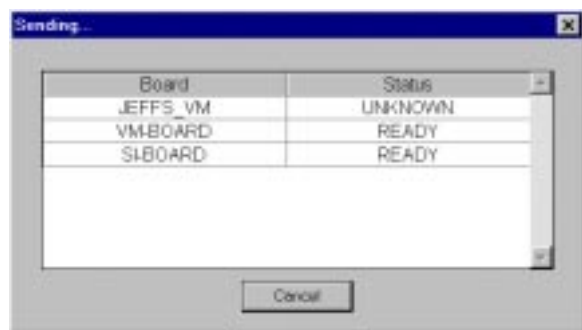 Sending...
Board Status
JEFFS_VM UNKNOWN
VM-BOARD READY
SI-BOARD READY
Cancel